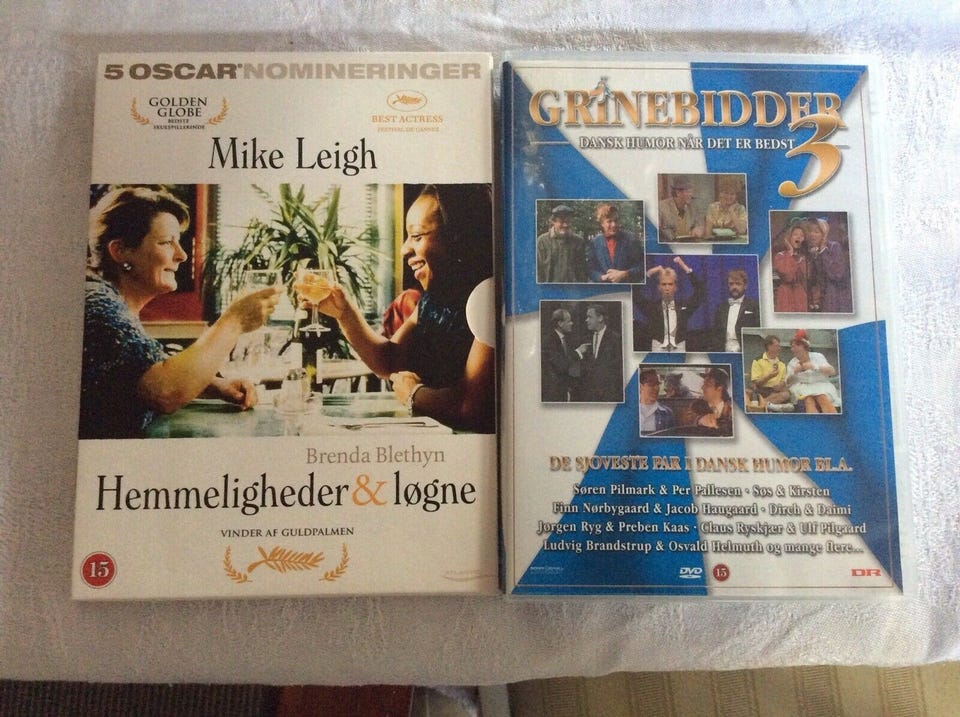 5 OSCAR® NOMINERINGER
GOLDEN
GLOBE
BEDSTE
SKUESPILLERINDE
BEST ACTRESS
FESTIVAL DE CANNES
Mike Leigh
Brenda Blethyn
Hemmeligheder & løgne
VINDER AF GULDPALMEN
15
GRINEBIDDER
3
DANSK HUMOR NÅR DET ER BEDST
DE SJOVESTE PAR I DANSK HUMOR BL.A.
Søren Pilmark & Per Pallesen · Søs & Kirsten
Finn Nørbygaard & Jacob Haugaard · Dirch & Daimi
Jørgen Ryg & Preben Kaas · Claus Ryskjær & Ulf Pilgaard
Ludvig Brandstrup & Osvald Helmuth og mange flere...
DVD
15
DR